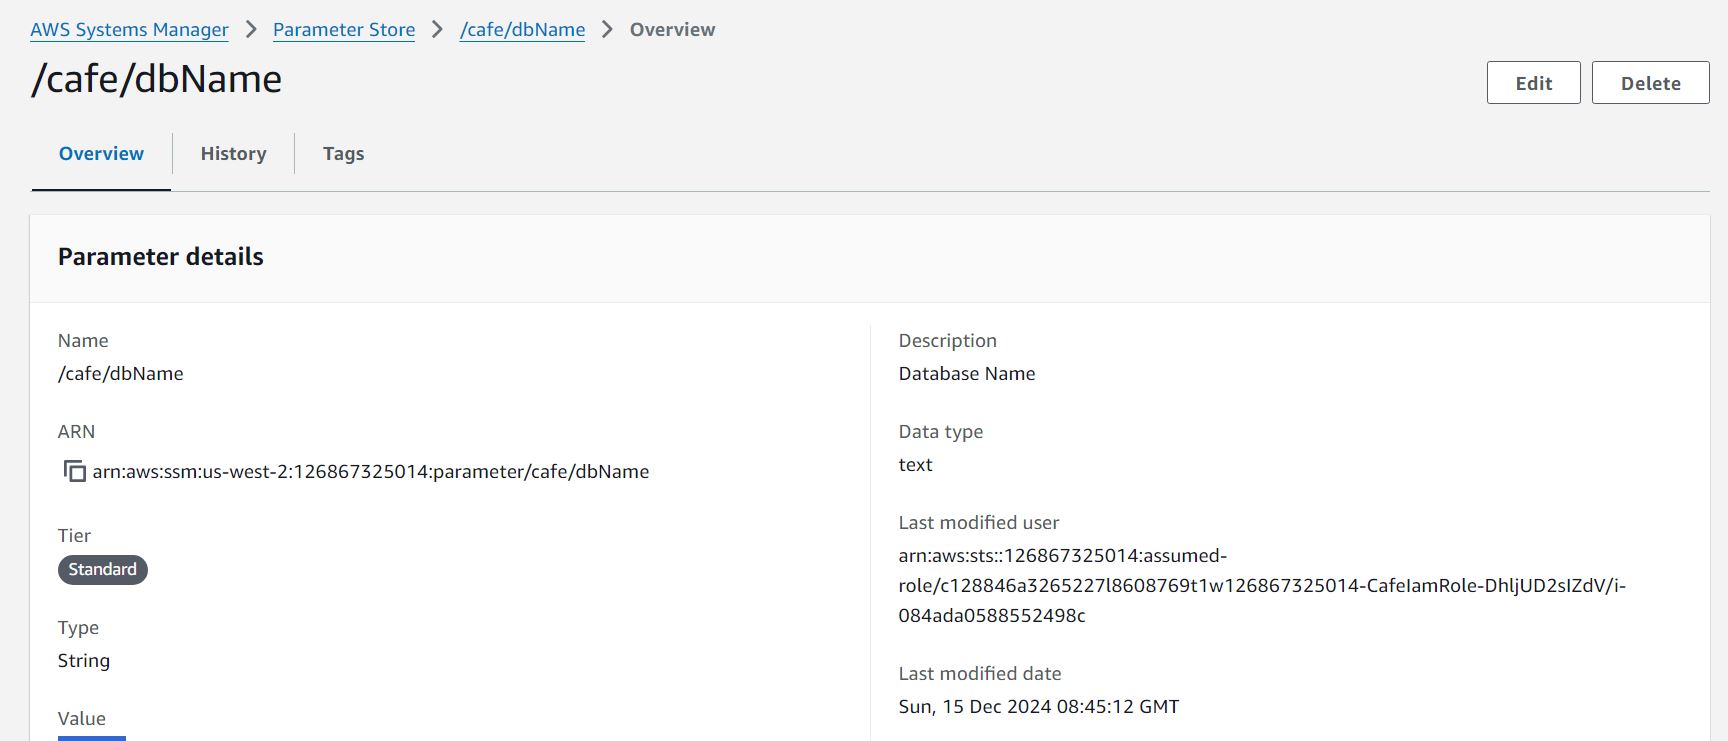 AWS Systems Manager > Parameter Store > /cafe/dbName > Overview
/cafe/dbName
Edit Delete
Overview History Tags
Parameter details
Name
/cafe/dbName
ARN
arn:aws:ssm:us-west-2:126867325014:parameter/cafe/dbName
Tier
Standard
Type
String
Value
Description
Database Name
Data type
text
Last modified user
arn:aws:sts::126867325014:assumed-
role/c128846a3265227l8608769t1w126867325014-CafeIamRole-DhljUD2sIZdV/i-
084ada0588552498c
Last modified date
Sun, 15 Dec 2024 08:45:12 GMT